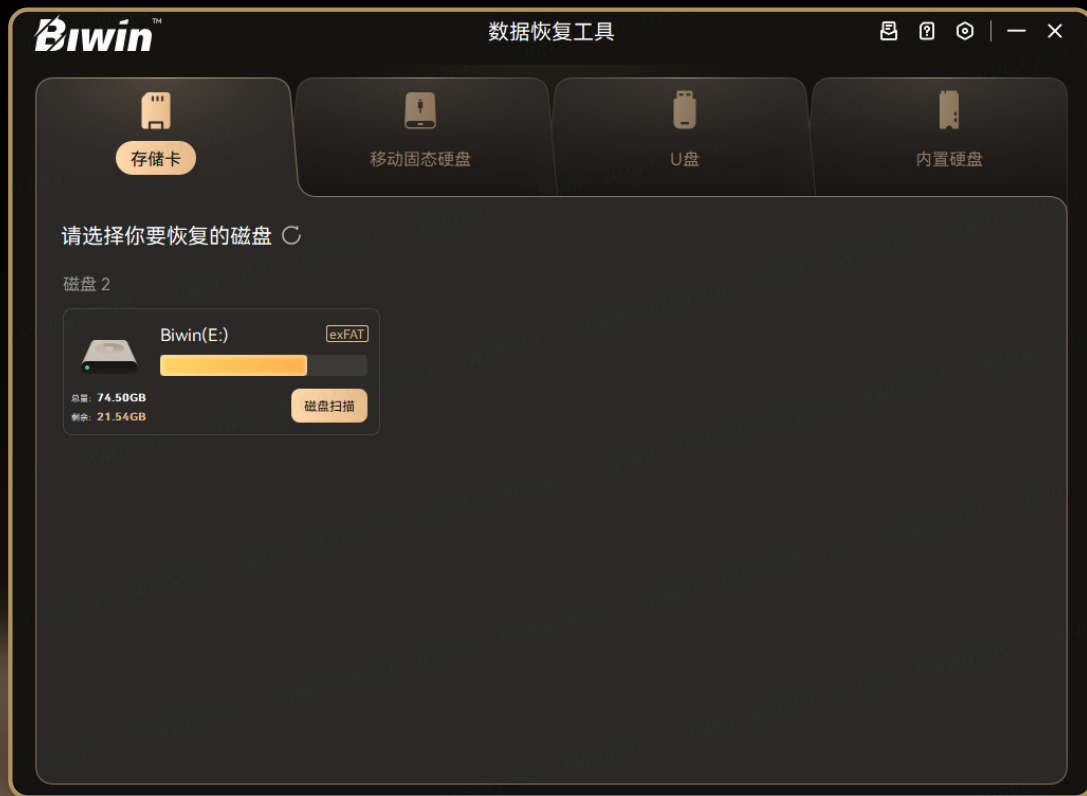 Biwin™
数据恢复工具
存储卡
移动固态硬盘
U盘
内置硬盘
请选择你要恢复的磁盘
磁盘 2
Biwin(E:)
exFAT
总量: 74.50GB
剩余: 21.54GB
磁盘扫描